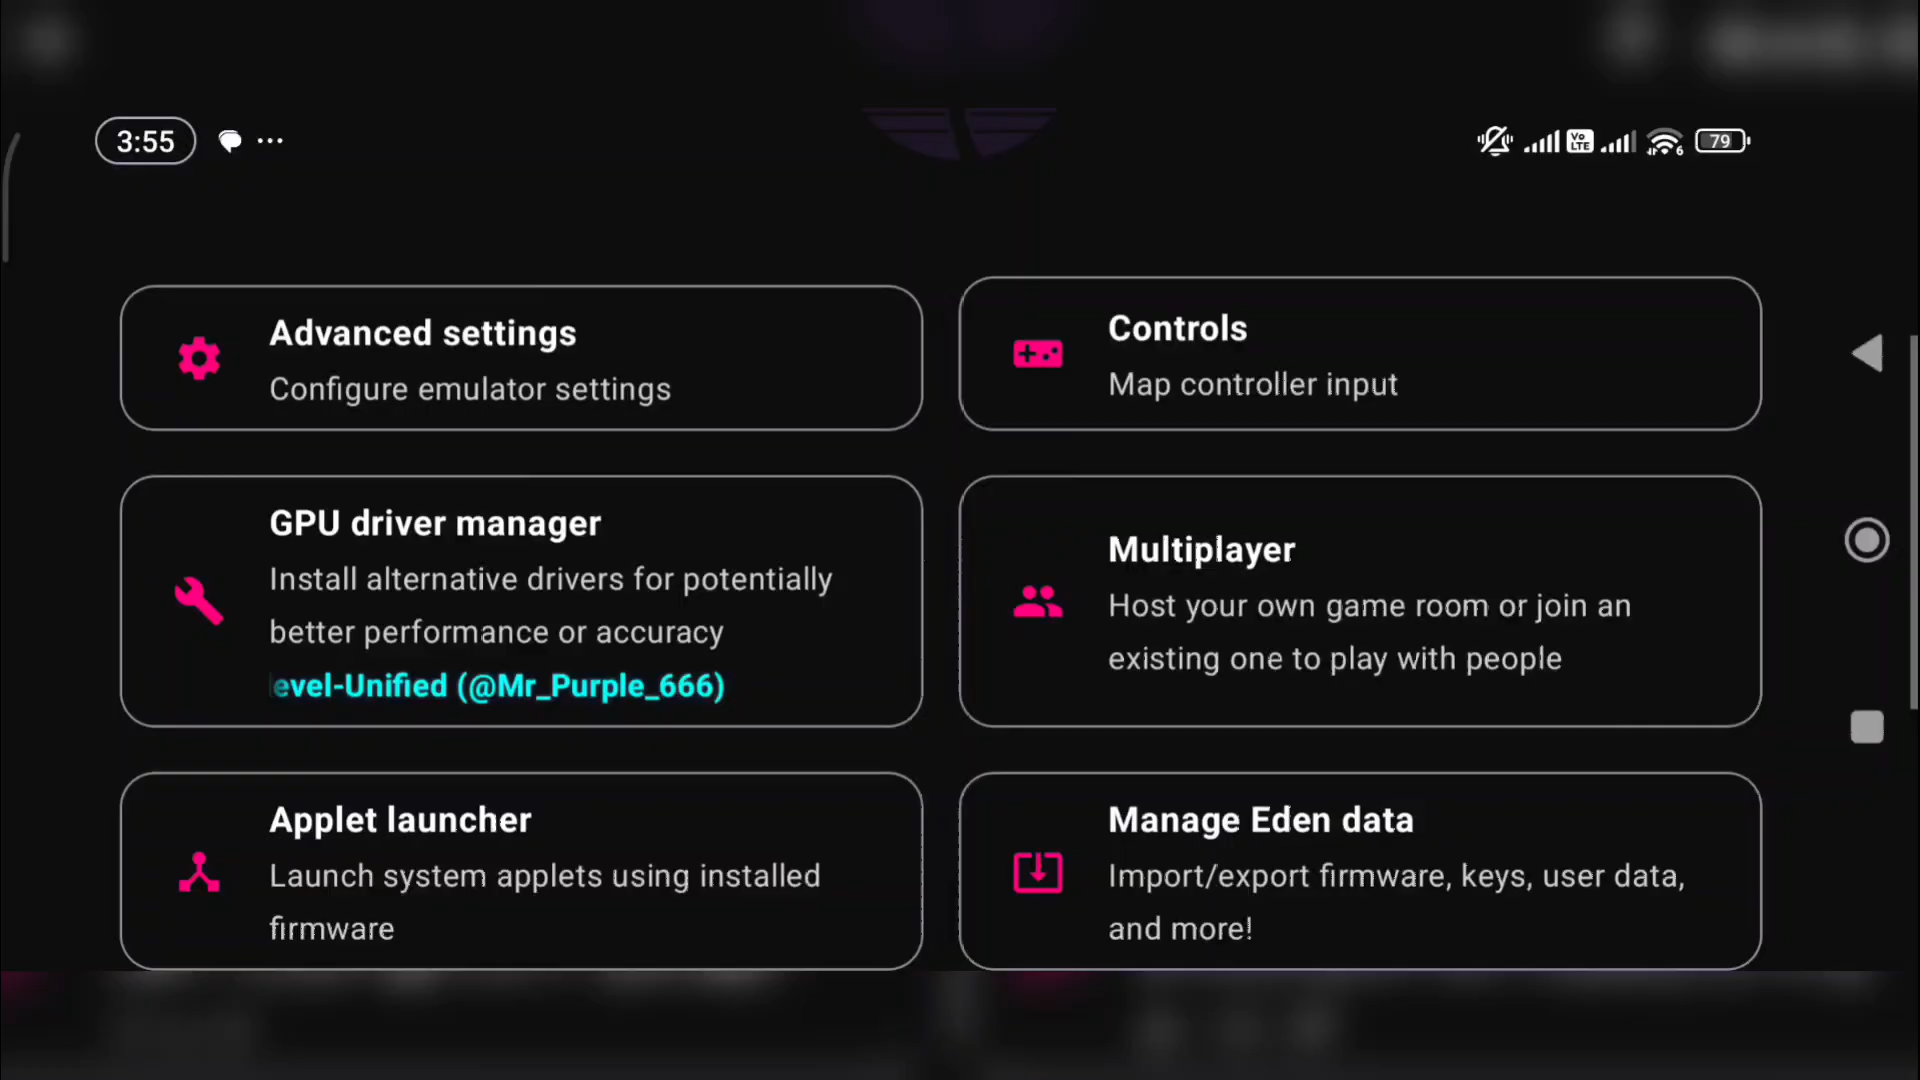 3:55
Vo LTE
6
79
Advanced settings
Configure emulator settings
Controls
Map controller input
GPU driver manager
Install alternative drivers for potentially
better performance or accuracy
evel-Unified (@Mr_Purple_666)
Multiplayer
Host your own game room or join an
existing one to play with people
Applet launcher
Launch system applets using installed
firmware
Manage Eden data
Import/export firmware, keys, user data,
and more!